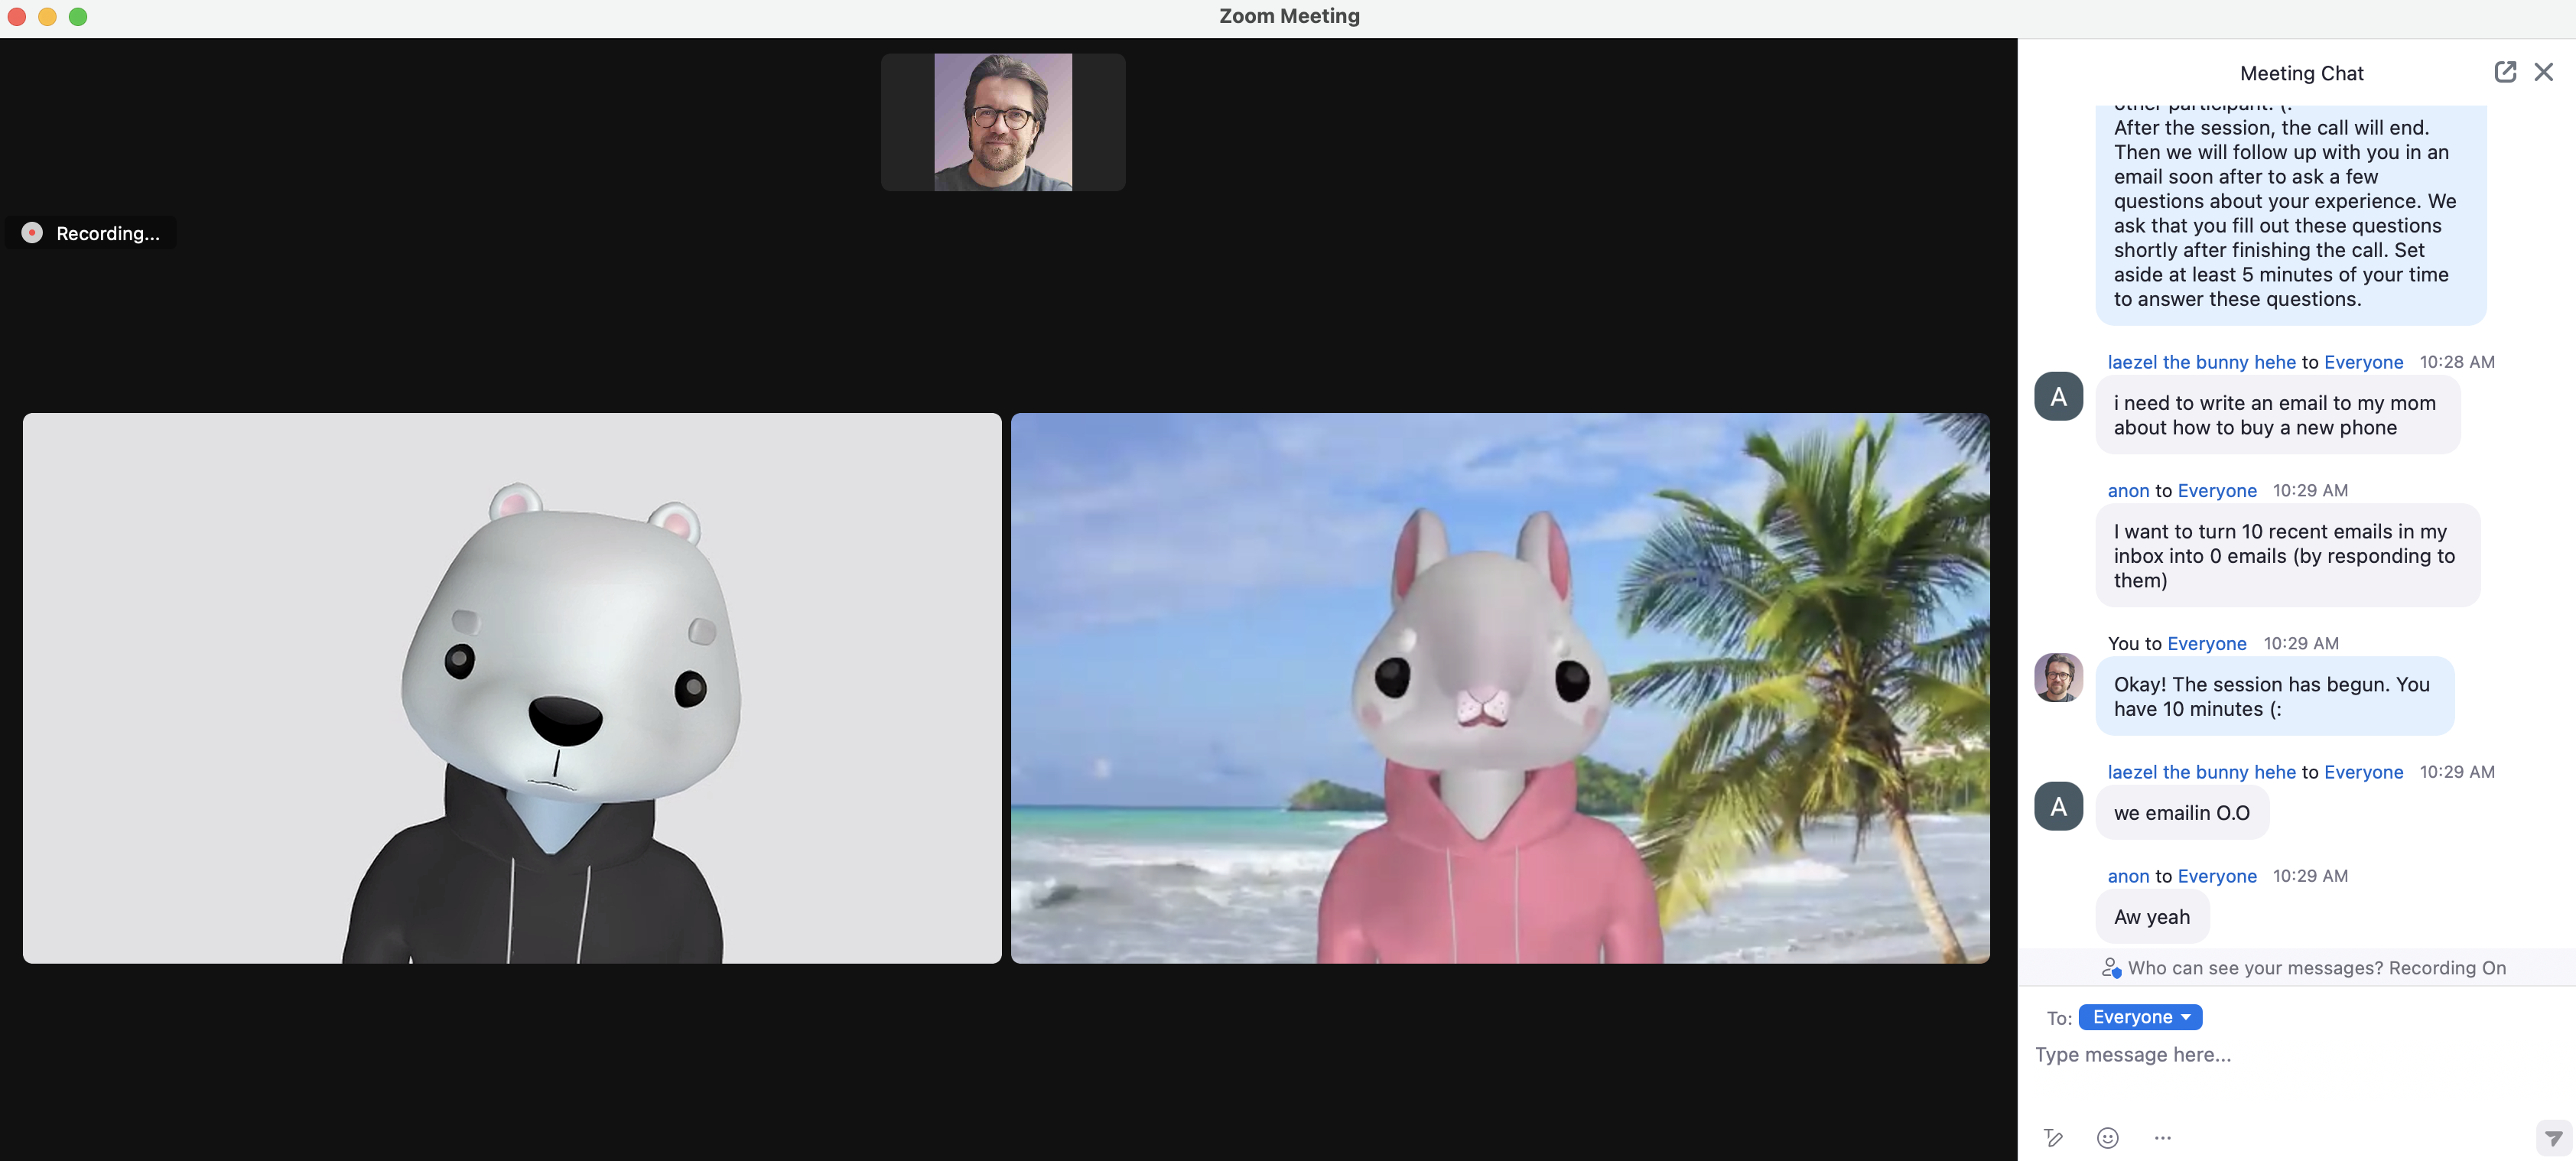 Zoom Meeting
Recording...
Meeting Chat
other participant. (:
After the session, the call will end.
Then we will follow up with you in an
email soon after to ask a few
questions about your experience. We
ask that you fill out these questions
shortly after finishing the call. Set
aside at least 5 minutes of your time
to answer these questions.
laezel the bunny hehe to Everyone 10:28 AM
A
i need to write an email to my mom
about how to buy a new phone
anon to Everyone 10:29 AM
I want to turn 10 recent emails in my
inbox into 0 emails (by responding to
them)
You to Everyone 10:29 AM
Okay! The session has begun. You
have 10 minutes (:
laezel the bunny hehe to Everyone 10:29 AM
A
we emailin O.O
anon to Everyone 10:29 AM
Aw yeah
Who can see your messages? Recording On
To: Everyone
Type message here...